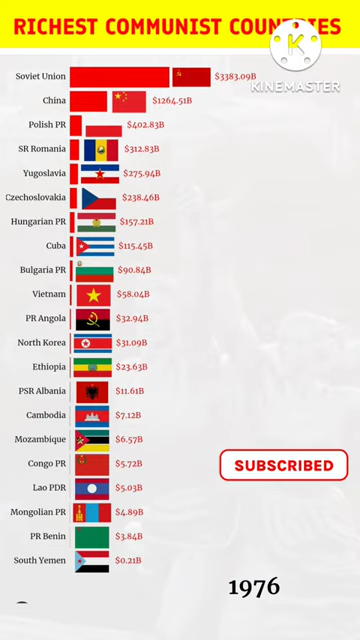 RICHEST COMMUNIST COUNTRIES
KINEMASTER
Soviet Union $3383.09B
China $1264.51B
Polish PR $402.83B
SR Romania $312.83B
Yugoslavia $275.94B
Czechoslovakia $238.46B
Hungarian PR $157.21B
Cuba $115.45B
Bulgaria PR $90.84B
Vietnam $58.04B
PR Angola $32.94B
North Korea $31.09B
Ethiopia $23.63B
PSR Albania $11.61B
Cambodia $7.12B
Mozambique $6.57B
Congo PR $5.72B
SUBSCRIBED
Lao PDR $5.03B
Mongolian PR $4.89B
PR Benin $3.84B
South Yemen $0.21B
1976